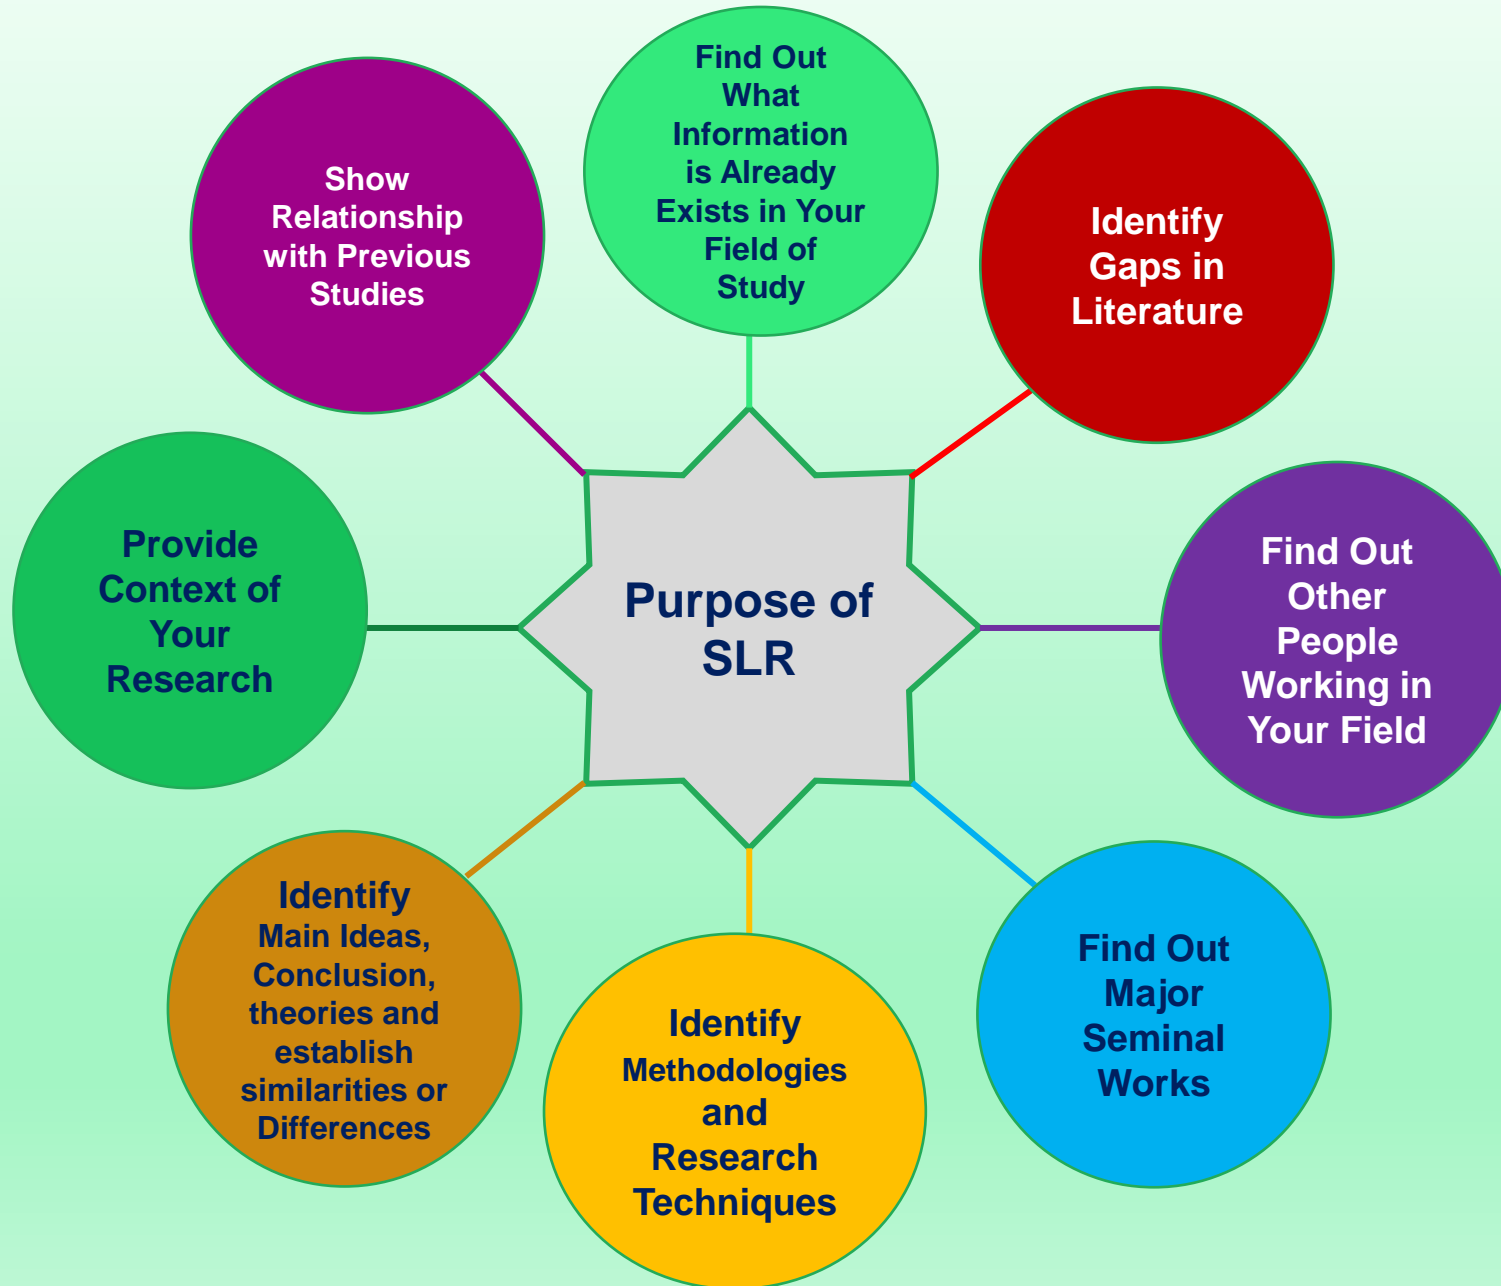 Find Out
What
Information
is Already
Exists in Your
Field of
Study
Identify
Gaps in
Literature
Find Out
Other
People
Working in
Your Field
Find Out
Major
Seminal
Works
Identify
Methodologies
and
Research
Techniques
Identify
Main Ideas,
Conclusion,
theories and
establish
similarities or
Differences
Provide
Context of
Your
Research
Show
Relationship
with Previous
Studies
Purpose of
SLR